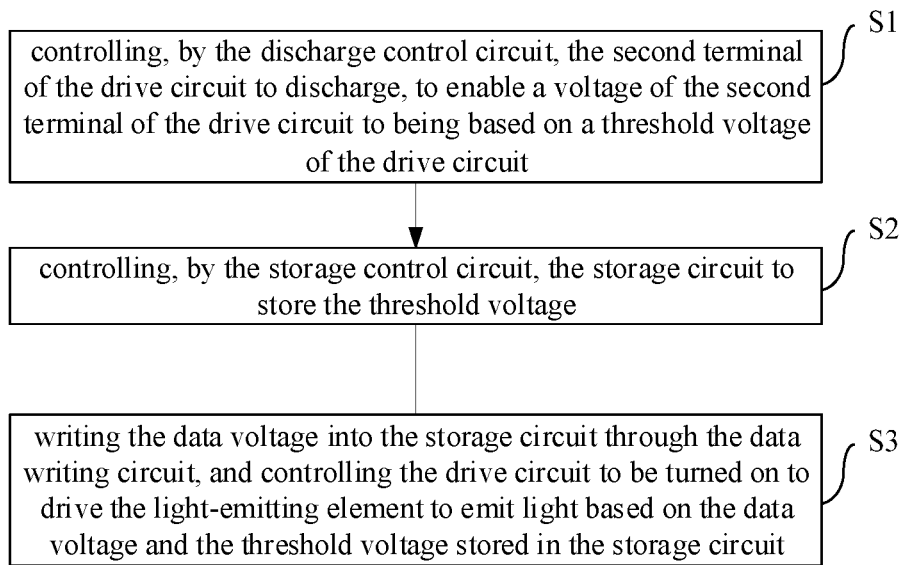 S1
controlling, by the discharge control circuit, the second terminal
of the drive circuit to discharge, to enable a voltage of the second
terminal of the drive circuit to being based on a threshold voltage
of the drive circuit
S2
controlling, by the storage control circuit, the storage circuit to
store the threshold voltage
S3
writing the data voltage into the storage circuit through the data
writing circuit, and controlling the drive circuit to be turned on to
drive the light-emitting element to emit light based on the data
voltage and the threshold voltage stored in the storage circuit